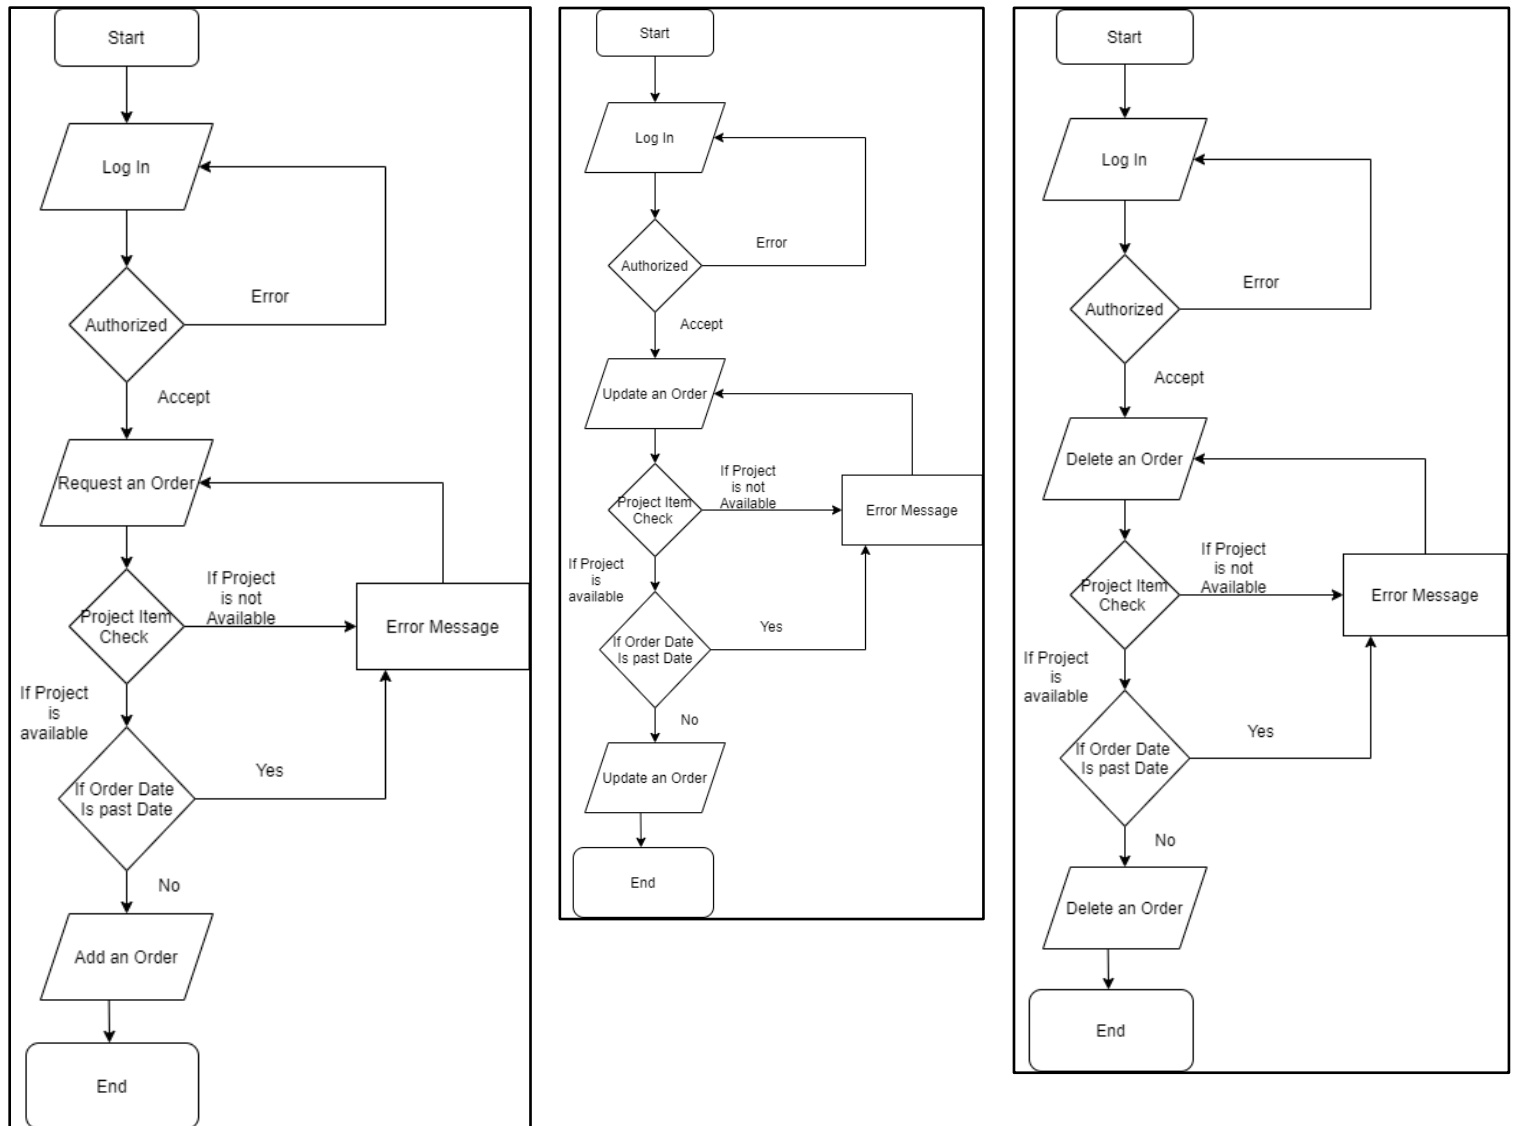 Start
Log In
Error
Authorized
Accept
Request an Order
If Project
is not
Available
Project Item
Check
Error Message
If Project
is
available
If Order Date
Is past Date
Yes
No
Add an Order
End
Start
Log In
Error
Authorized
Accept
Update an Order
If Project
is not
Available
Project Item
Check
Error Message
If Project
is
available
If Order Date
Is past Date
Yes
No
Update an Order
End
Start
Log In
Error
Authorized
Accept
Delete an Order
If Project
is not
Available
Project Item
Check
Error Message
If Project
is
available
If Order Date
Is past Date
Yes
No
Delete an Order
End